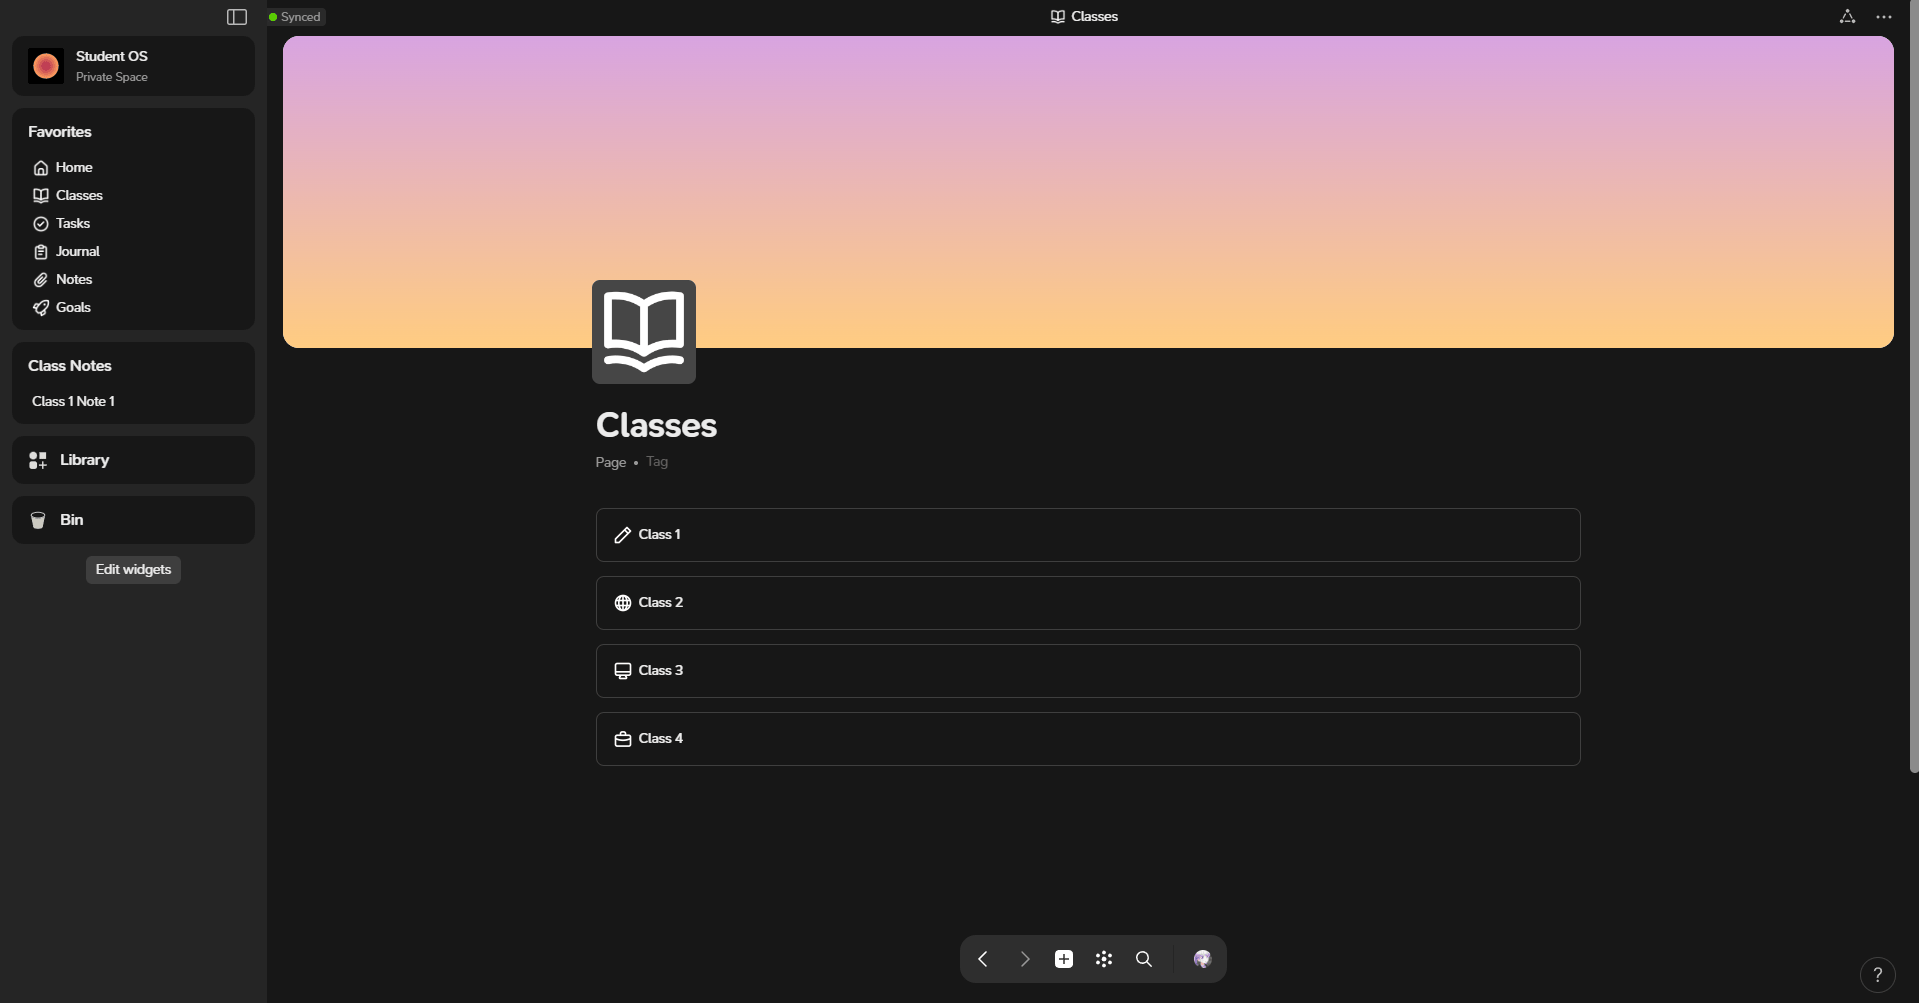 Synced
Classes
Student OS
Private Space
Favorites
Home
Classes
Tasks
Journal
Notes
Goals
Class Notes
Class 1 Note 1
Library
Bin
Edit widgets
Classes
Page • Tag
Class 1
Class 2
Class 3
Class 4
?